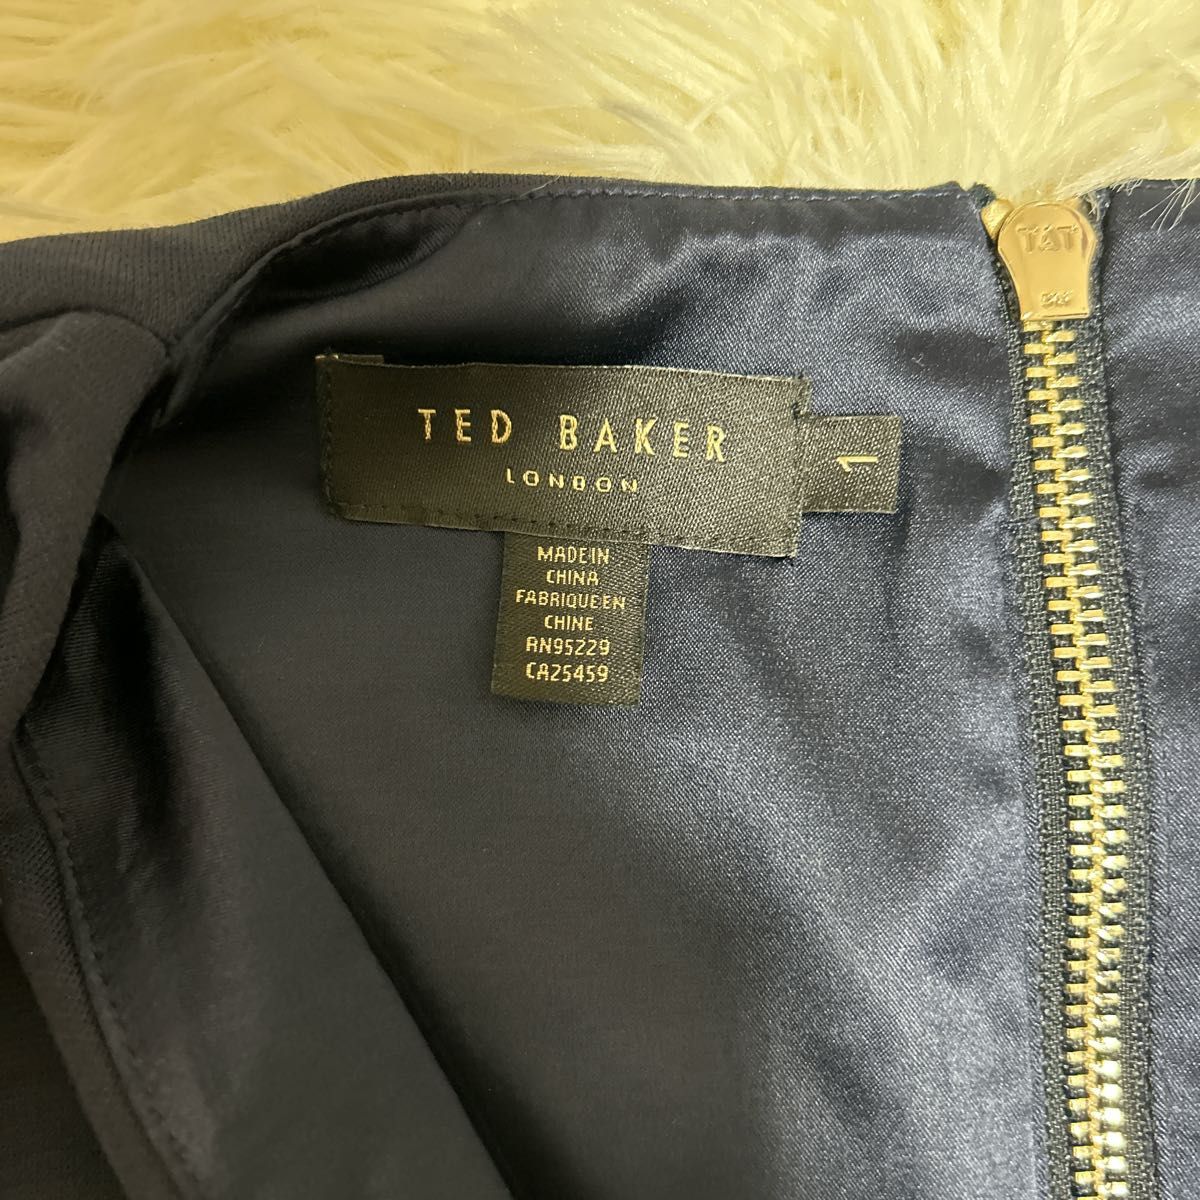 TED BAKER
LONDON
1
MADE IN
CHINA
FABRIQUE EN
CHINE
RN95229
CA25459